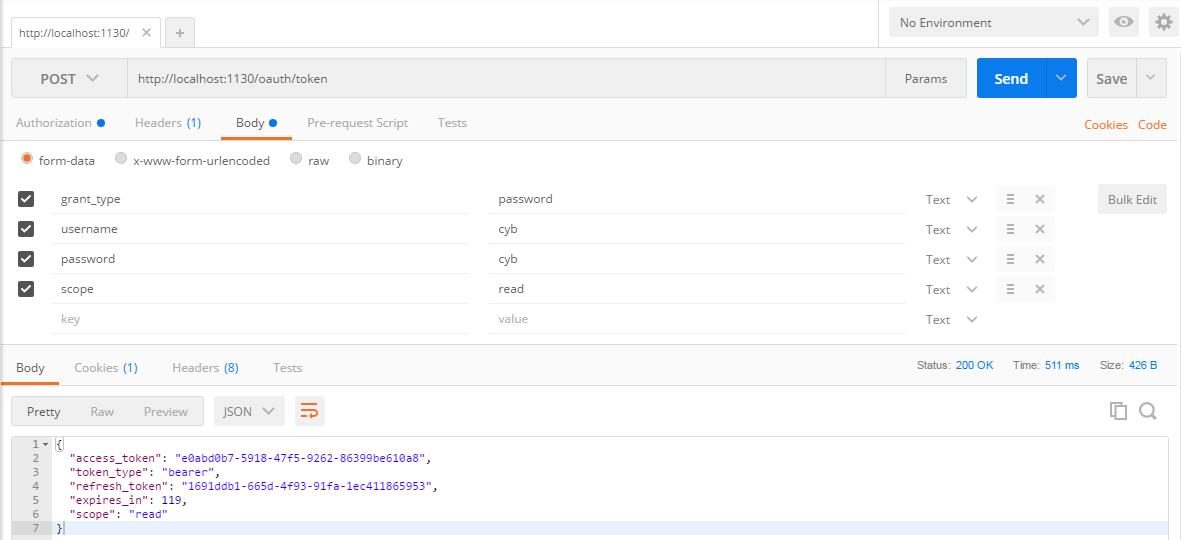 http://localhost:1130/
No Environment
POST http://localhost:1130/oauth/token Params Send Save
Authorization Headers (1) Body Pre-request Script Tests Cookies Code
form-data x-www-form-urlencoded raw binary
grant_type password Text Bulk Edit
username cyb Text
password cyb Text
scope read Text
key value Text
Body Cookies (1) Headers (8) Tests Status: 200 OK Time: 511 ms Size: 426 B
Pretty Raw Preview JSON
1 {
2 "access_token": "e0abd0b7-5918-47f5-9262-86399be610a8",
3 "token_type": "bearer",
4 "refresh_token": "1691ddb1-665d-4f93-91fa-1ec411865953",
5 "expires_in": 119,
6 "scope": "read"
7 }